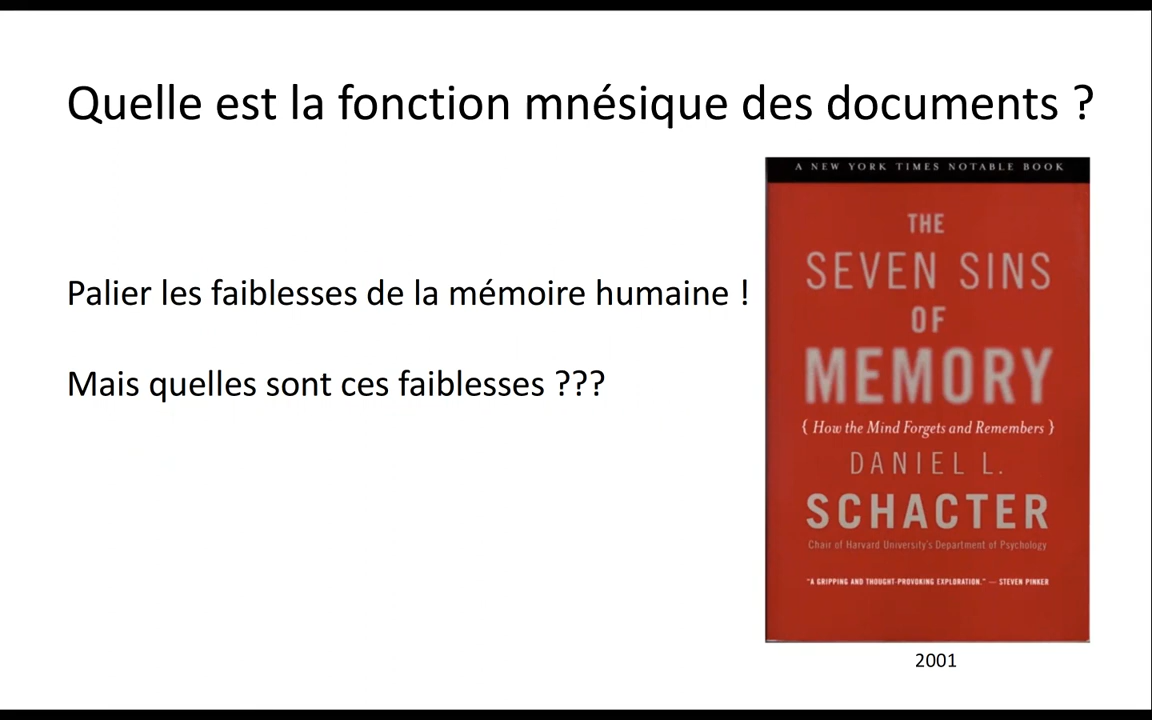 Quelle est la fonction mnésique des documents ?
Palier les faiblesses de la mémoire humaine !
Mais quelles sont ces faiblesses ???
A NEW YORK TIMES NOTABLE BOOK
THE
SEVEN SINS
OF
MEMORY
{ How the Mind Forgets and Remembers }
DANIEL L.
SCHACTER
Chair of Harvard University's Department of Psychology
"A GRIPPING AND THOUGHT-PROVOKING EXPLORATION." — STEVEN PINKER
2001